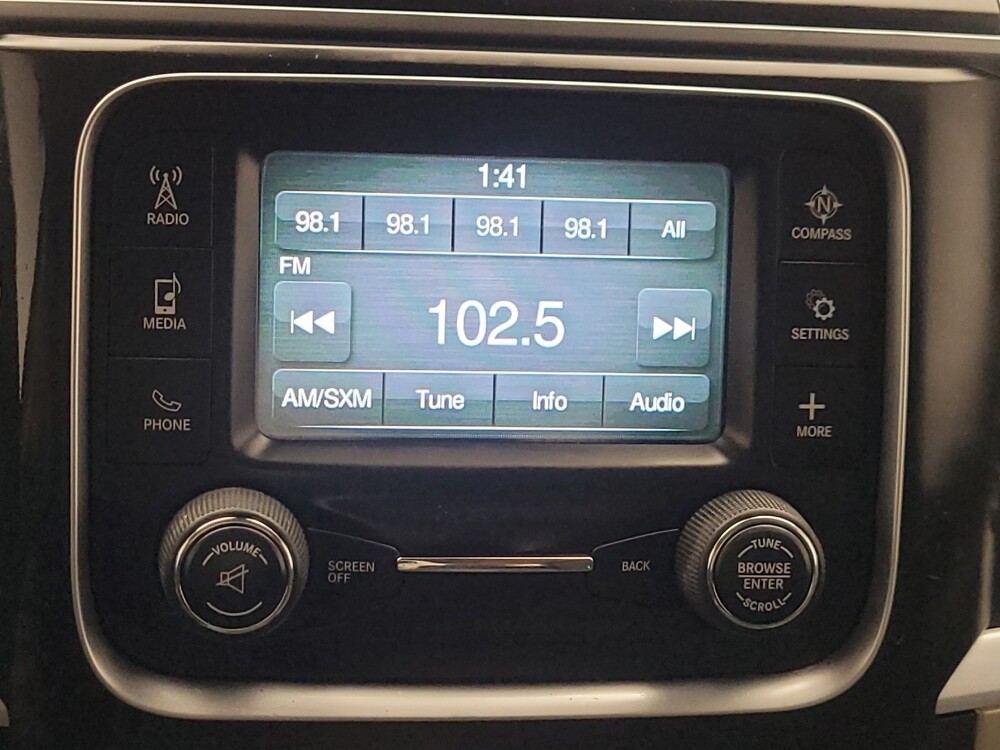 1:41
98.1 98.1 98.1 98.1 All
FM
102.5
AM/SXM Tune Info Audio
RADIO
MEDIA
PHONE
N
COMPASS
SETTINGS
MORE
VOLUME
SCREEN
OFF
BACK
TUNE
BROWSE
ENTER
SCROLL